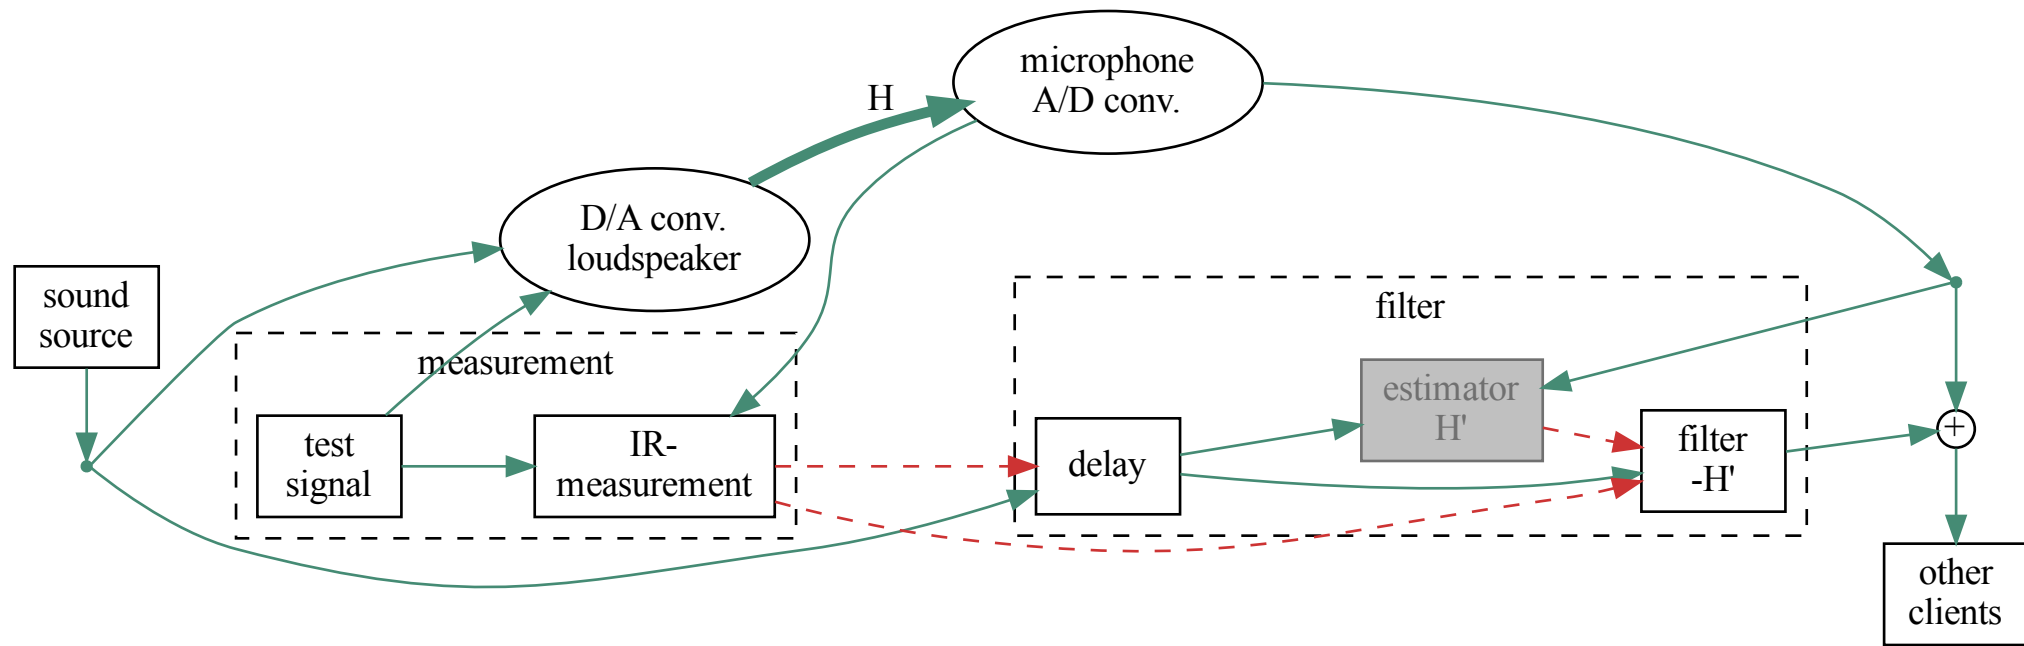 microphone
A/D conv.
H
D/A conv.
loudspeaker
sound
source
filter
measurement
estimator
H'
test
signal
IR-
measurement
delay
filter
-H'
+
other
clients